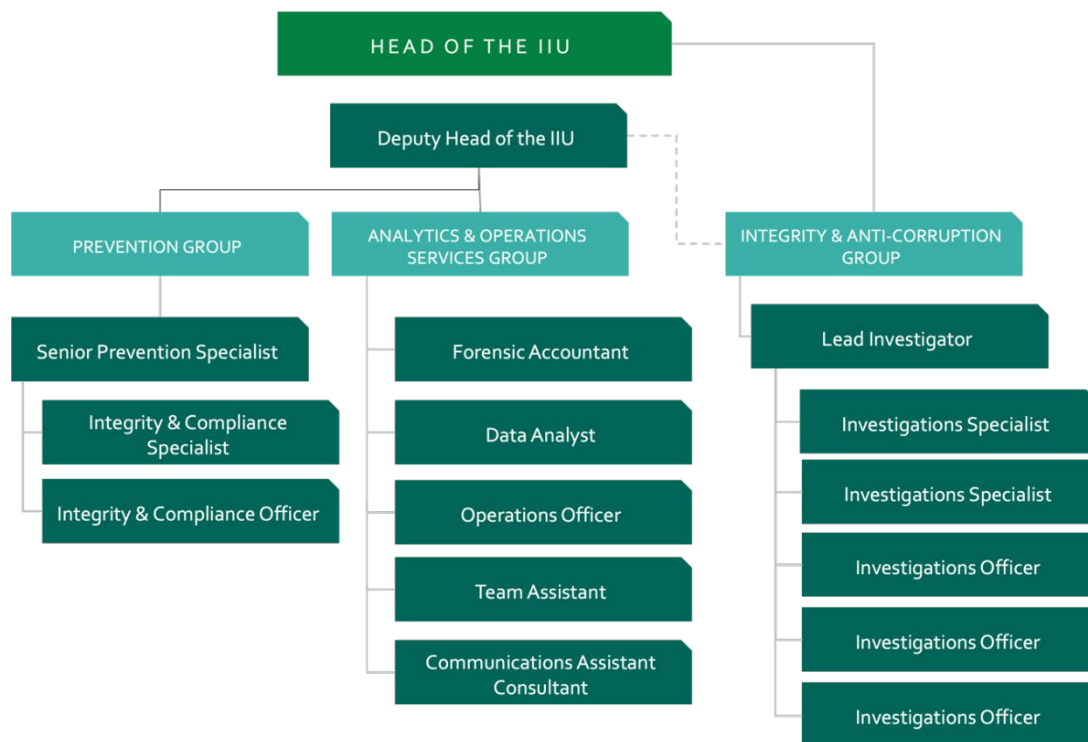 HEAD OF THE IIU
Deputy Head of the IIU
PREVENTION GROUP
ANALYTICS & OPERATIONS
SERVICES GROUP
INTEGRITY & ANTI-CORRUPTION
GROUP
Senior Prevention Specialist
Integrity & Compliance
Specialist
Integrity & Compliance Officer
Forensic Accountant
Data Analyst
Operations Officer
Team Assistant
Communications Assistant
Consultant
Lead Investigator
Investigations Specialist
Investigations Specialist
Investigations Officer
Investigations Officer
Investigations Officer